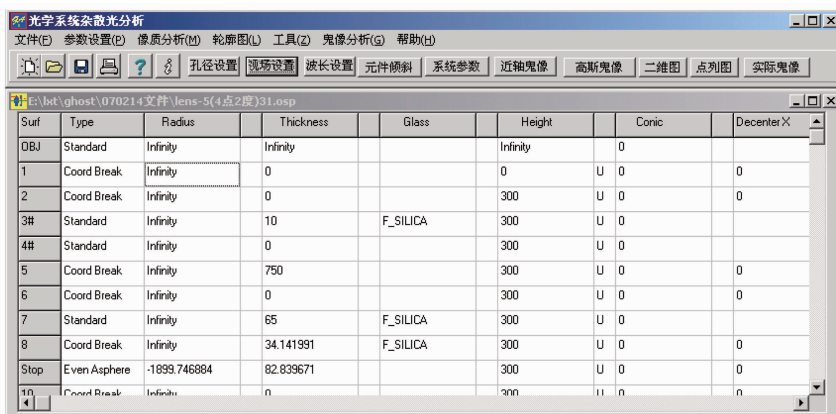 光学系统杂散光分析
文件(F) 参数设置(P) 像质分析(M) 轮廓图(L) 工具(Z) 鬼像分析(G) 帮助(H)
孔径设置 现场设置 波长设置 元件倾斜 系统参数 近轴鬼像 高斯鬼像 二维图 点列图 实际鬼像
E:\lxt\ghost\070214文件\lens-5(4点2度)31.osp
Surf Type Radius Thickness Glass Height Conic Decenter X
OBJ Standard Infinity Infinity Infinity 0
1 Coord Break Infinity 0 0 U 0 0
2 Coord Break Infinity 0 300 U 0 0
3# Standard Infinity 10 F_SILICA 300 U 0
4# Standard Infinity 0 300 U 0
5 Coord Break Infinity 750 300 U 0 0
6 Coord Break Infinity 0 300 U 0 0
7 Standard Infinity 65 F_SILICA 300 U 0
8 Coord Break Infinity 34.141991 F_SILICA 300 U 0 0
Stop Even Asphere -1899.746884 82.839671 300 U 0 0
10 Coord Break Infinity 0 300 U 0 0